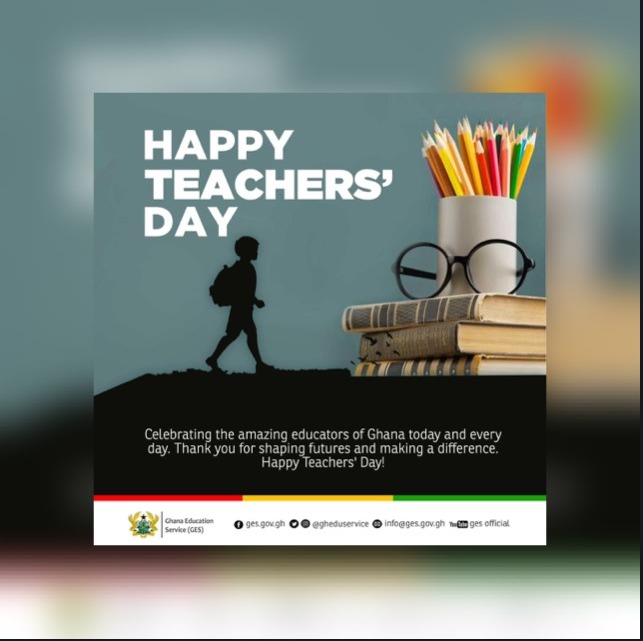 HAPPY
TEACHERS'
DAY
Celebrating the amazing educators of Ghana today and every
day. Thank you for shaping futures and making a difference.
Happy Teachers' Day!
Ghana Education
Service (GES)
ges.gov.gh @gheduservice info@ges.gov.gh YouTube ges official